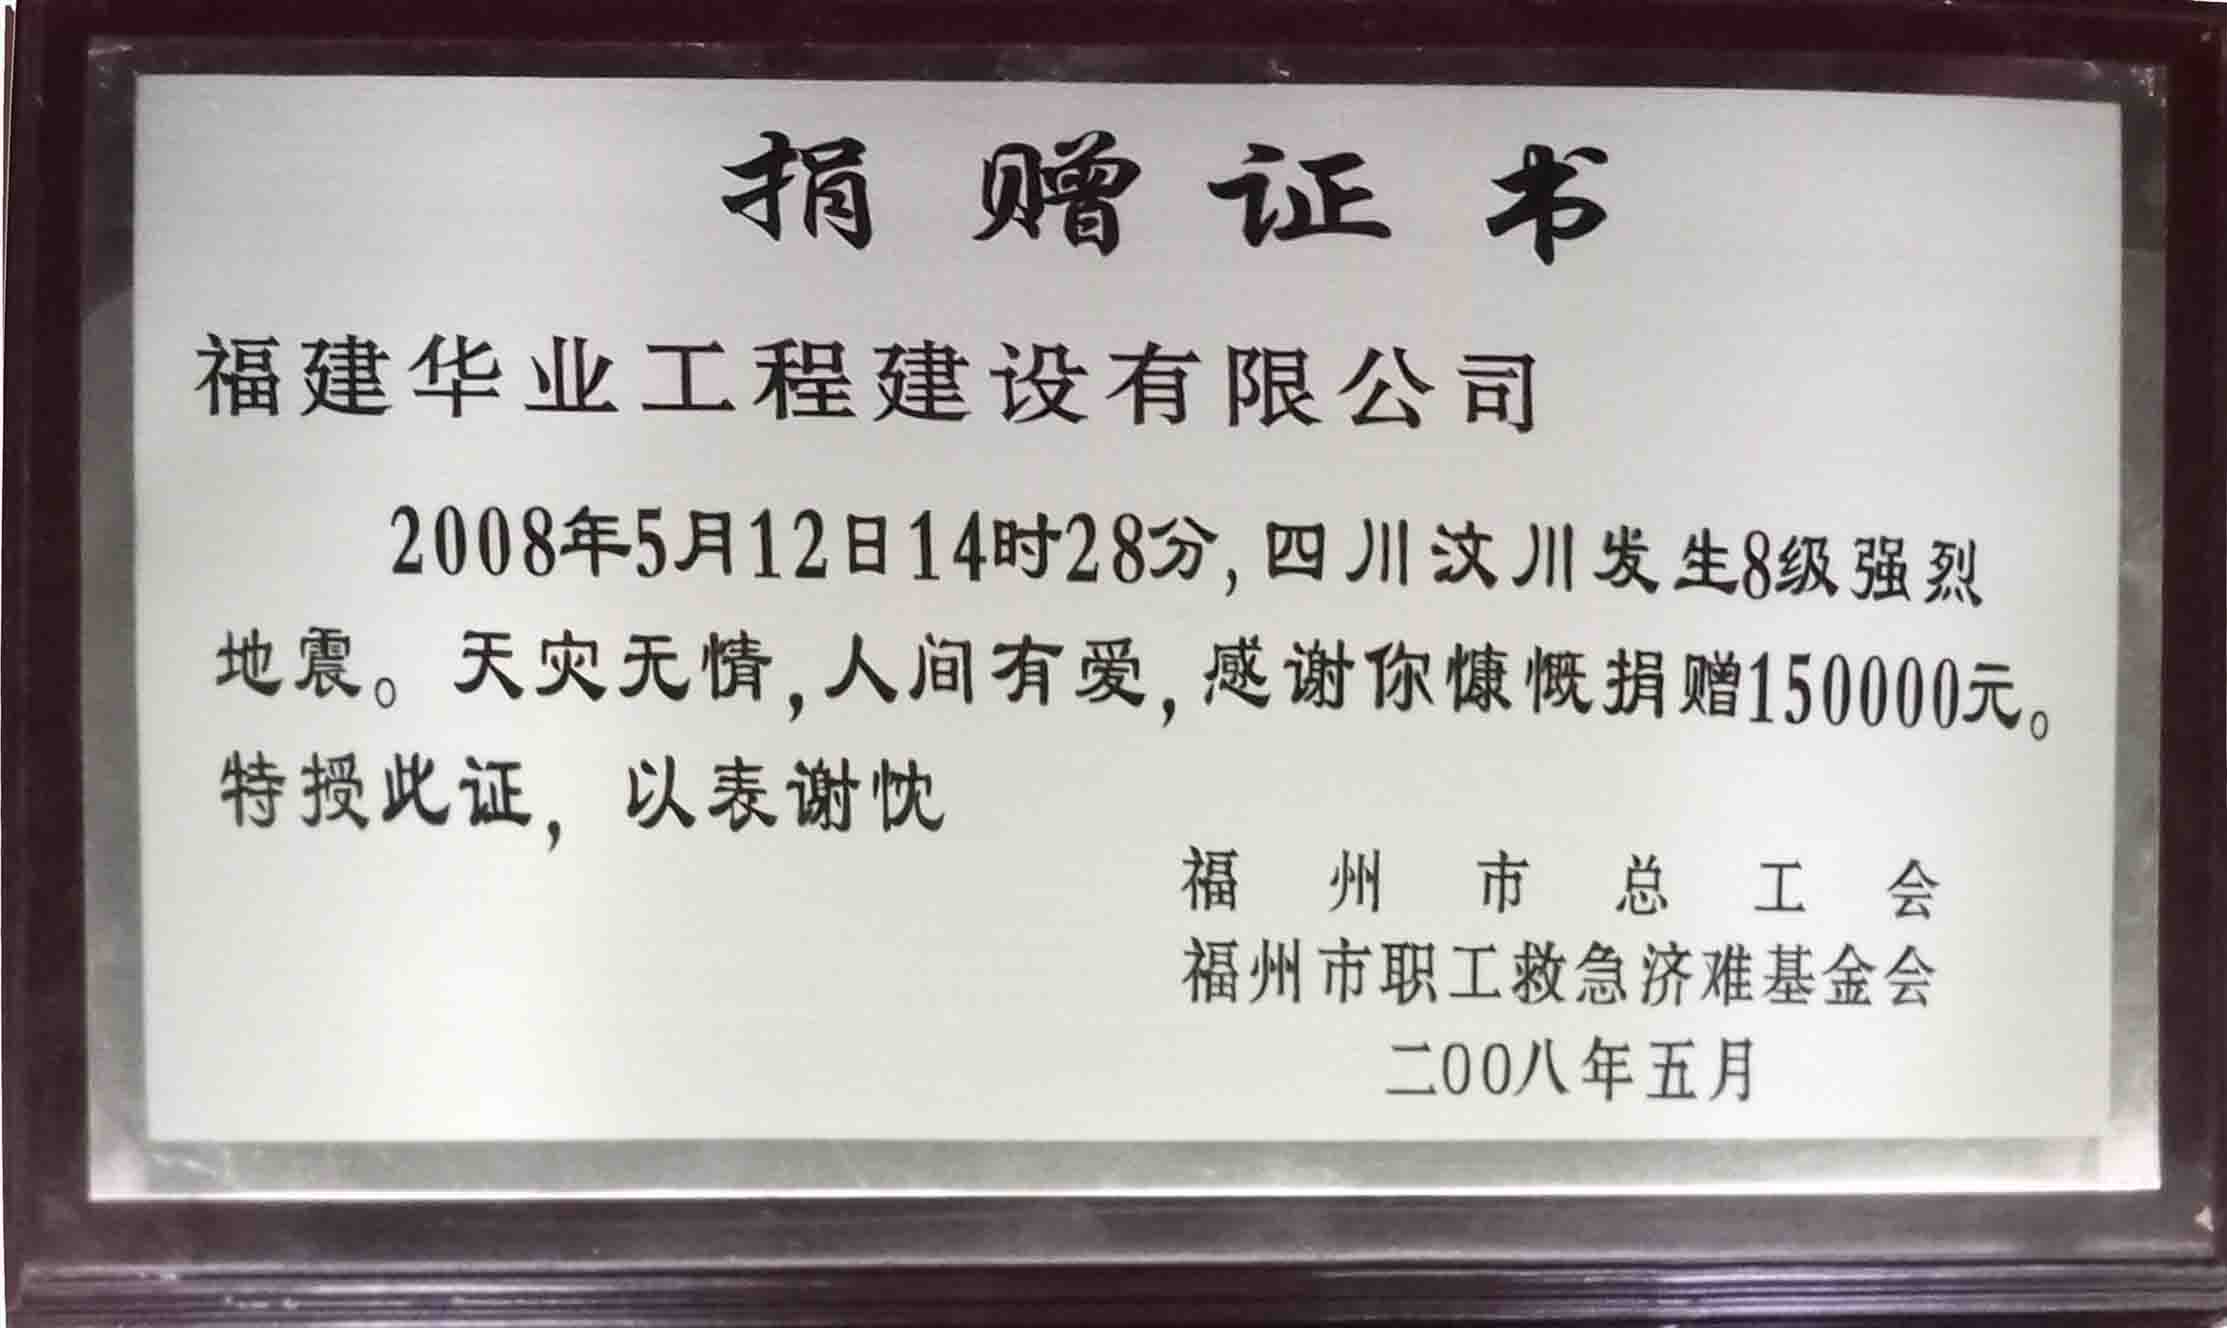 捐赠证书
福建华业工程建设有限公司
2008年5月12日14时28分,四川汶川发生8级强烈
地震。天灾无情,人间有爱,感谢你慷慨捐赠150000元。
特授此证，以表谢忱
福州市总工会
福州市职工救急济难基金会
二00八年五月